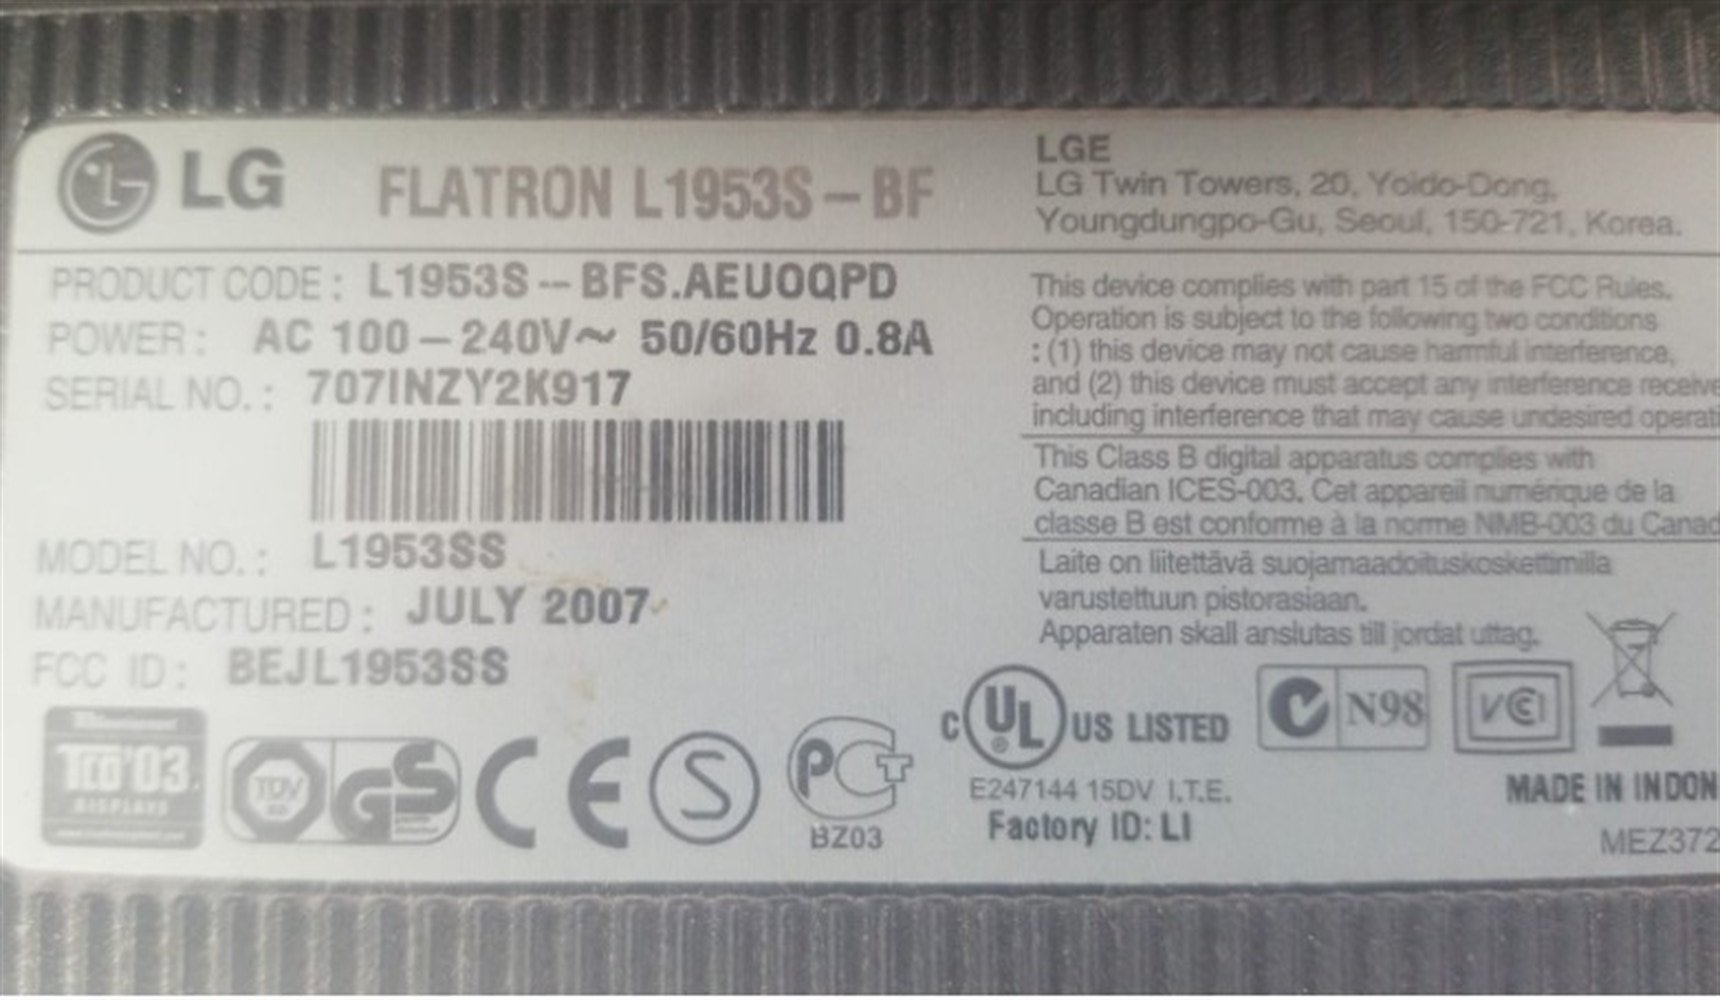 LG FLATRON L1953S-BF
LGE
LG Twin Towers, 20, Yoido-Dong,
Youngdungpo-Gu, Seoul, 150-721, Korea.
PRODUCT CODE: L1953S--BFS.AEUOQPD
POWER: AC 100-240V~ 50/60Hz 0.8A
SERIAL NO.: 707INZY2K917
MODEL NO.: L1953SS
MANUFACTURED: JULY 2007
FCC ID: BEJL1953SS
This device complies with part 15 of the FCC Rules.
Operation is subject to the following two conditions
: (1) this device may not cause harmful interference,
and (2) this device must accept any interference receive
including interference that may cause undesired operati
This Class B digital apparatus complies with
Canadian ICES-003. Cet appareil numérique de la
classe B est conforme à la norme NMB-003 du Canad
Laite on liitettävä suojamaadoituskoskettimilla
varustettuun pistorasiaan.
Apparaten skall anslutas till jordat uttag.
TCO'03
DISPLAYS
TÜV
GS
CE
S
PCT
BZ03
c UL US LISTED
E247144 15DV I.T.E.
Factory ID: LI
N98
VCI
MADE IN INDON
MEZ372